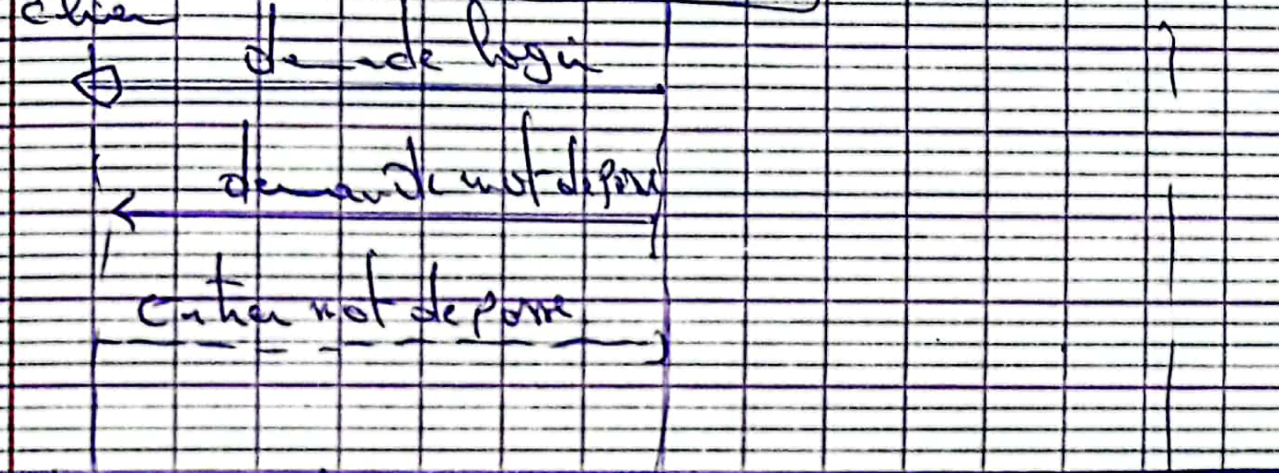 client
demande login
demande mot de passe
entrer mot de passe